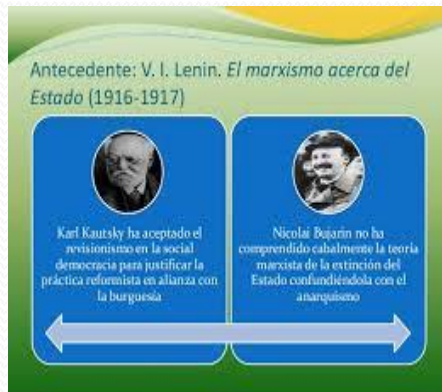 Antecedente: V. I. Lenin. El marxismo acerca del
Estado (1916-1917)
Karl Kautsky ha aceptado el
revisionismo en la social
democracia para justificar la
práctica reformista en alianza con
la burguesía
Nicolai Bujarin no ha
comprendido cabalmente la teoría
marxista de la extinción del
Estado confundiéndola con el
anarquismo